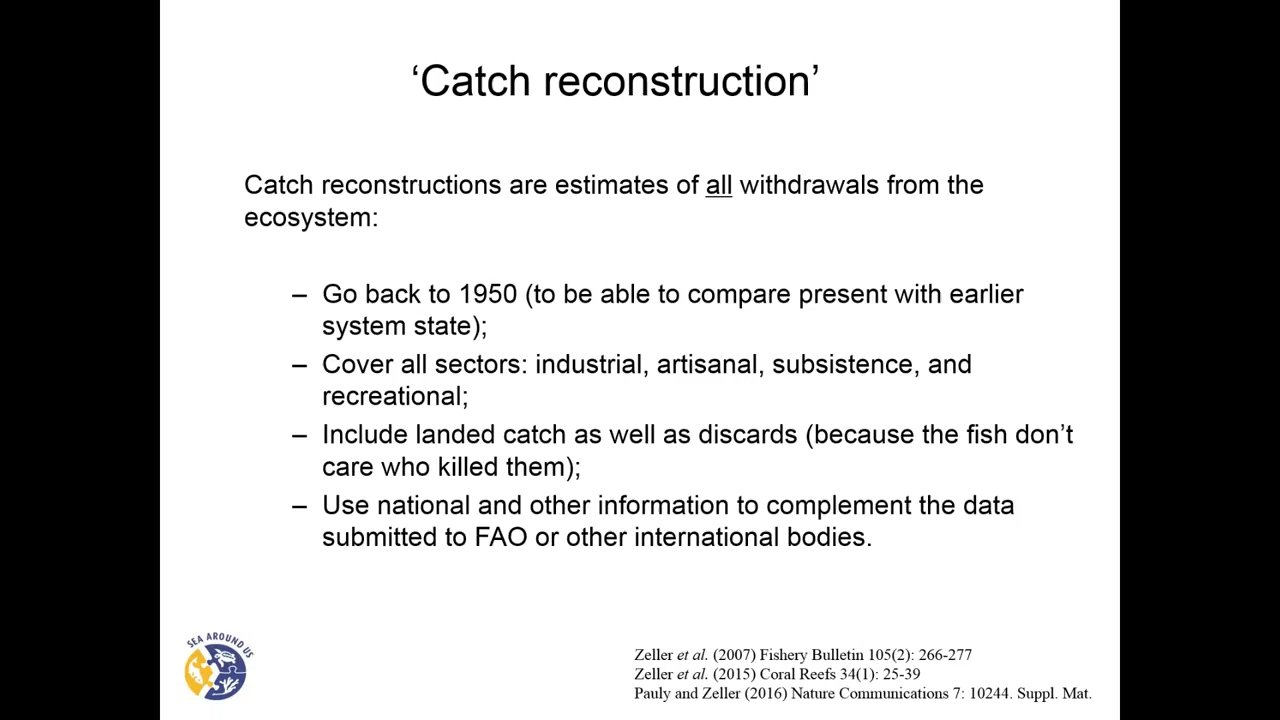 ‘Catch reconstruction’
Catch reconstructions are estimates of all withdrawals from the
ecosystem:
– Go back to 1950 (to be able to compare present with earlier
system state);
– Cover all sectors: industrial, artisanal, subsistence, and
recreational;
– Include landed catch as well as discards (because the fish don’t
care who killed them);
– Use national and other information to complement the data
submitted to FAO or other international bodies.
SEA AROUND US
Zeller et al. (2007) Fishery Bulletin 105(2): 266-277
Zeller et al. (2015) Coral Reefs 34(1): 25-39
Pauly and Zeller (2016) Nature Communications 7: 10244. Suppl. Mat.